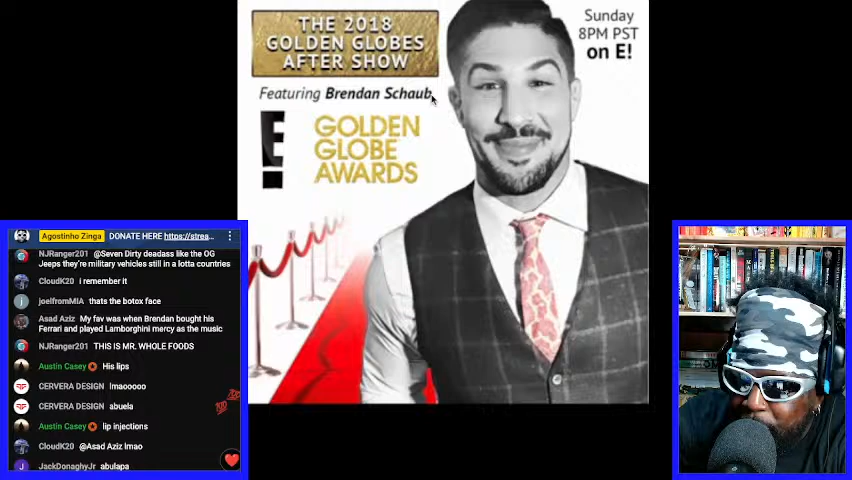 THE 2018
GOLDEN GLOBES
AFTER SHOW
Featuring Brendan Schaub
E!
GOLDEN
GLOBE
AWARDS
Sunday
8PM PST
on E!
Agostinho Zinga DONATE HERE https://strea...
NJRanger201 @Seven Dirty deadass like the OG
Jeeps they're military vehicles still in a lotta countries
CloudK20 i remember it
joelfromMIA thats the botox face
Asad Aziz My fav was when Brendan bought his
Ferrari and played Lamborghini mercy as the music
NJRanger201 THIS IS MR. WHOLE FOODS
Austin Casey His lips
CERVERA DESIGN lmaooooo
CERVERA DESIGN abuela
Austin Casey lip injections
CloudK20 @Asad Aziz lmao
JackDonaghyJr abulapa